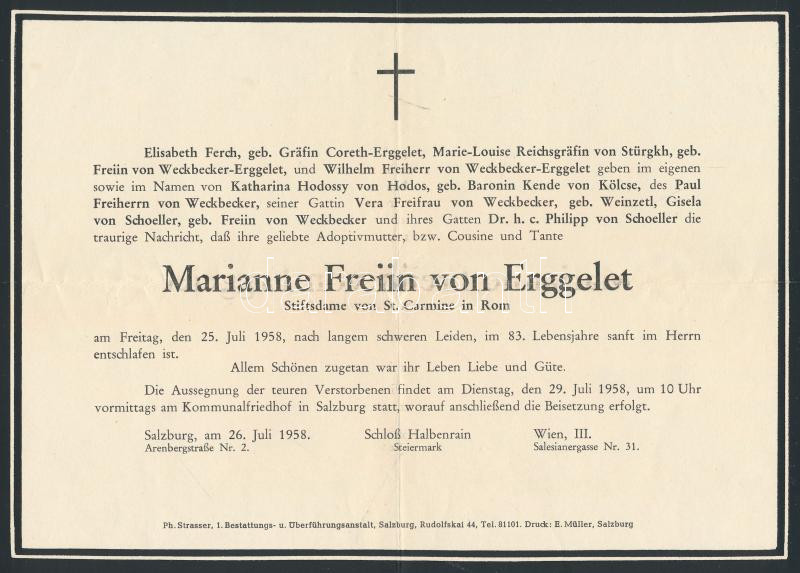 Elisabeth Ferch, geb. Gräfin Coreth-Erggelet, Marie-Louise Reichsgräfin von Stürgkh, geb.
Freiin von Weckbecker-Erggelet, und Wilhelm Freiherr von Weckbecker-Erggelet geben im eigenen
sowie im Namen von Katharina Hodossy von Hodos, geb. Baronin Kende von Kölcse, des Paul
Freiherrn von Weckbecker, seiner Gattin Vera Freifrau von Weckbecker, geb. Weinzetl, Gisela
von Schoeller, geb. Freiin von Weckbecker und ihres Gatten Dr. h. c. Philipp von Schoeller die
traurige Nachricht, daß ihre geliebte Adoptivmutter, bzw. Cousine und Tante
Marianne Freiin von Erggelet
Stiftsdame von St. Carmine in Rom
am Freitag, den 25. Juli 1958, nach langem schweren Leiden, im 83. Lebensjahre sanft im Herrn
entschlafen ist.
Allem Schönen zugetan war ihr Leben Liebe und Güte.
Die Aussegnung der teuren Verstorbenen findet am Dienstag, den 29. Juli 1958, um 10 Uhr
vormittags am Kommunalfriedhof in Salzburg statt, worauf anschließend die Beisetzung erfolgt.
Salzburg, am 26. Juli 1958. Schloß Halbenrain Wien, III.
Arenbergstraße Nr. 2. Steiermark Salesianergasse Nr. 31.
Ph. Strasser, 1. Bestattungs- u. Überführungsanstalt, Salzburg, Rudolfskai 44, Tel. 81101. Druck: E. Müller, Salzburg